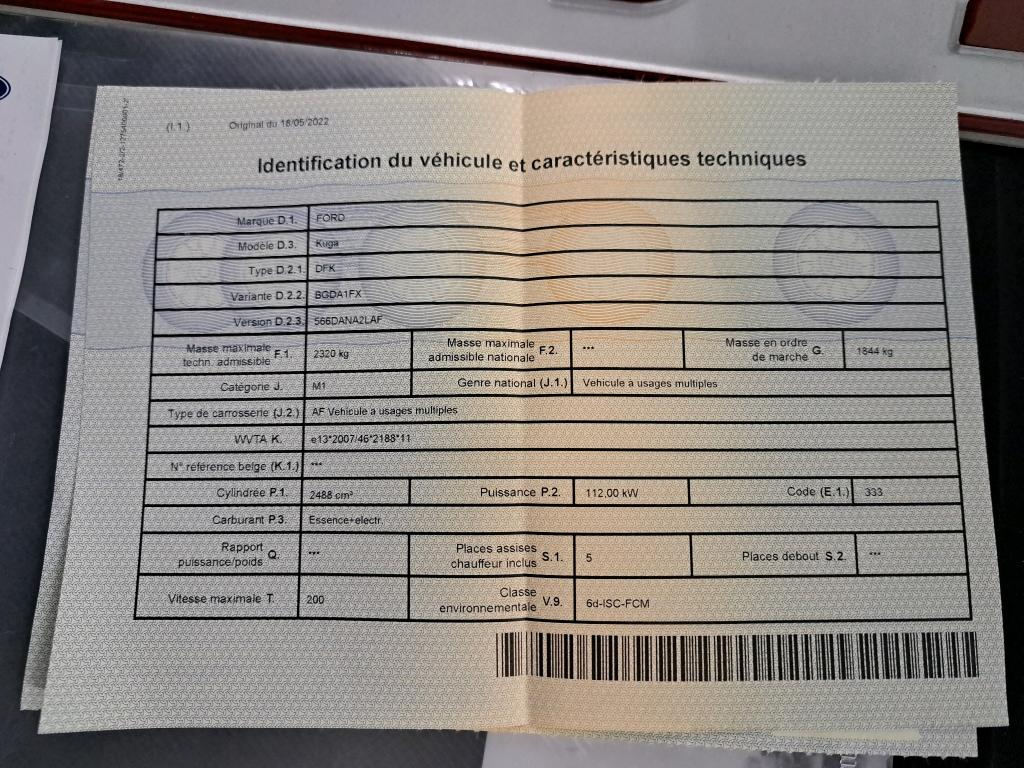 (I.1.) Original du 18/05/2022
Identification du véhicule et caractéristiques techniques
Marque D.1. FORD
Modèle D.3. Kuga
Type D.2.1. DFK
Variante D.2.2. BGDA1FX
Version D.2.3. 566DANA2LAF
Masse maximale techn. admissible F.1. 2320 kg Masse maximale admissible nationale F.2. *** Masse en ordre de marche G. 1844 kg
Catégorie J. M1 Genre national (J.1.) Vehicule à usages multiples
Type de carrosserie (J.2.) AF Vehicule à usages multiples
WVTA K. e13*2007/46*2188*11
N° référence belge (K.1.) ***
Cylindrée P.1. 2488 cm³ Puissance P.2. 112,00 kW Code (E.1.) 333
Carburant P.3. Essence+electr.
Rapport puissance/poids Q. *** Places assises chauffeur inclus S.1. 5 Places debout S.2. ***
Vitesse maximale T. 200 Classe environnementale V.9. 6d-ISC-FCM